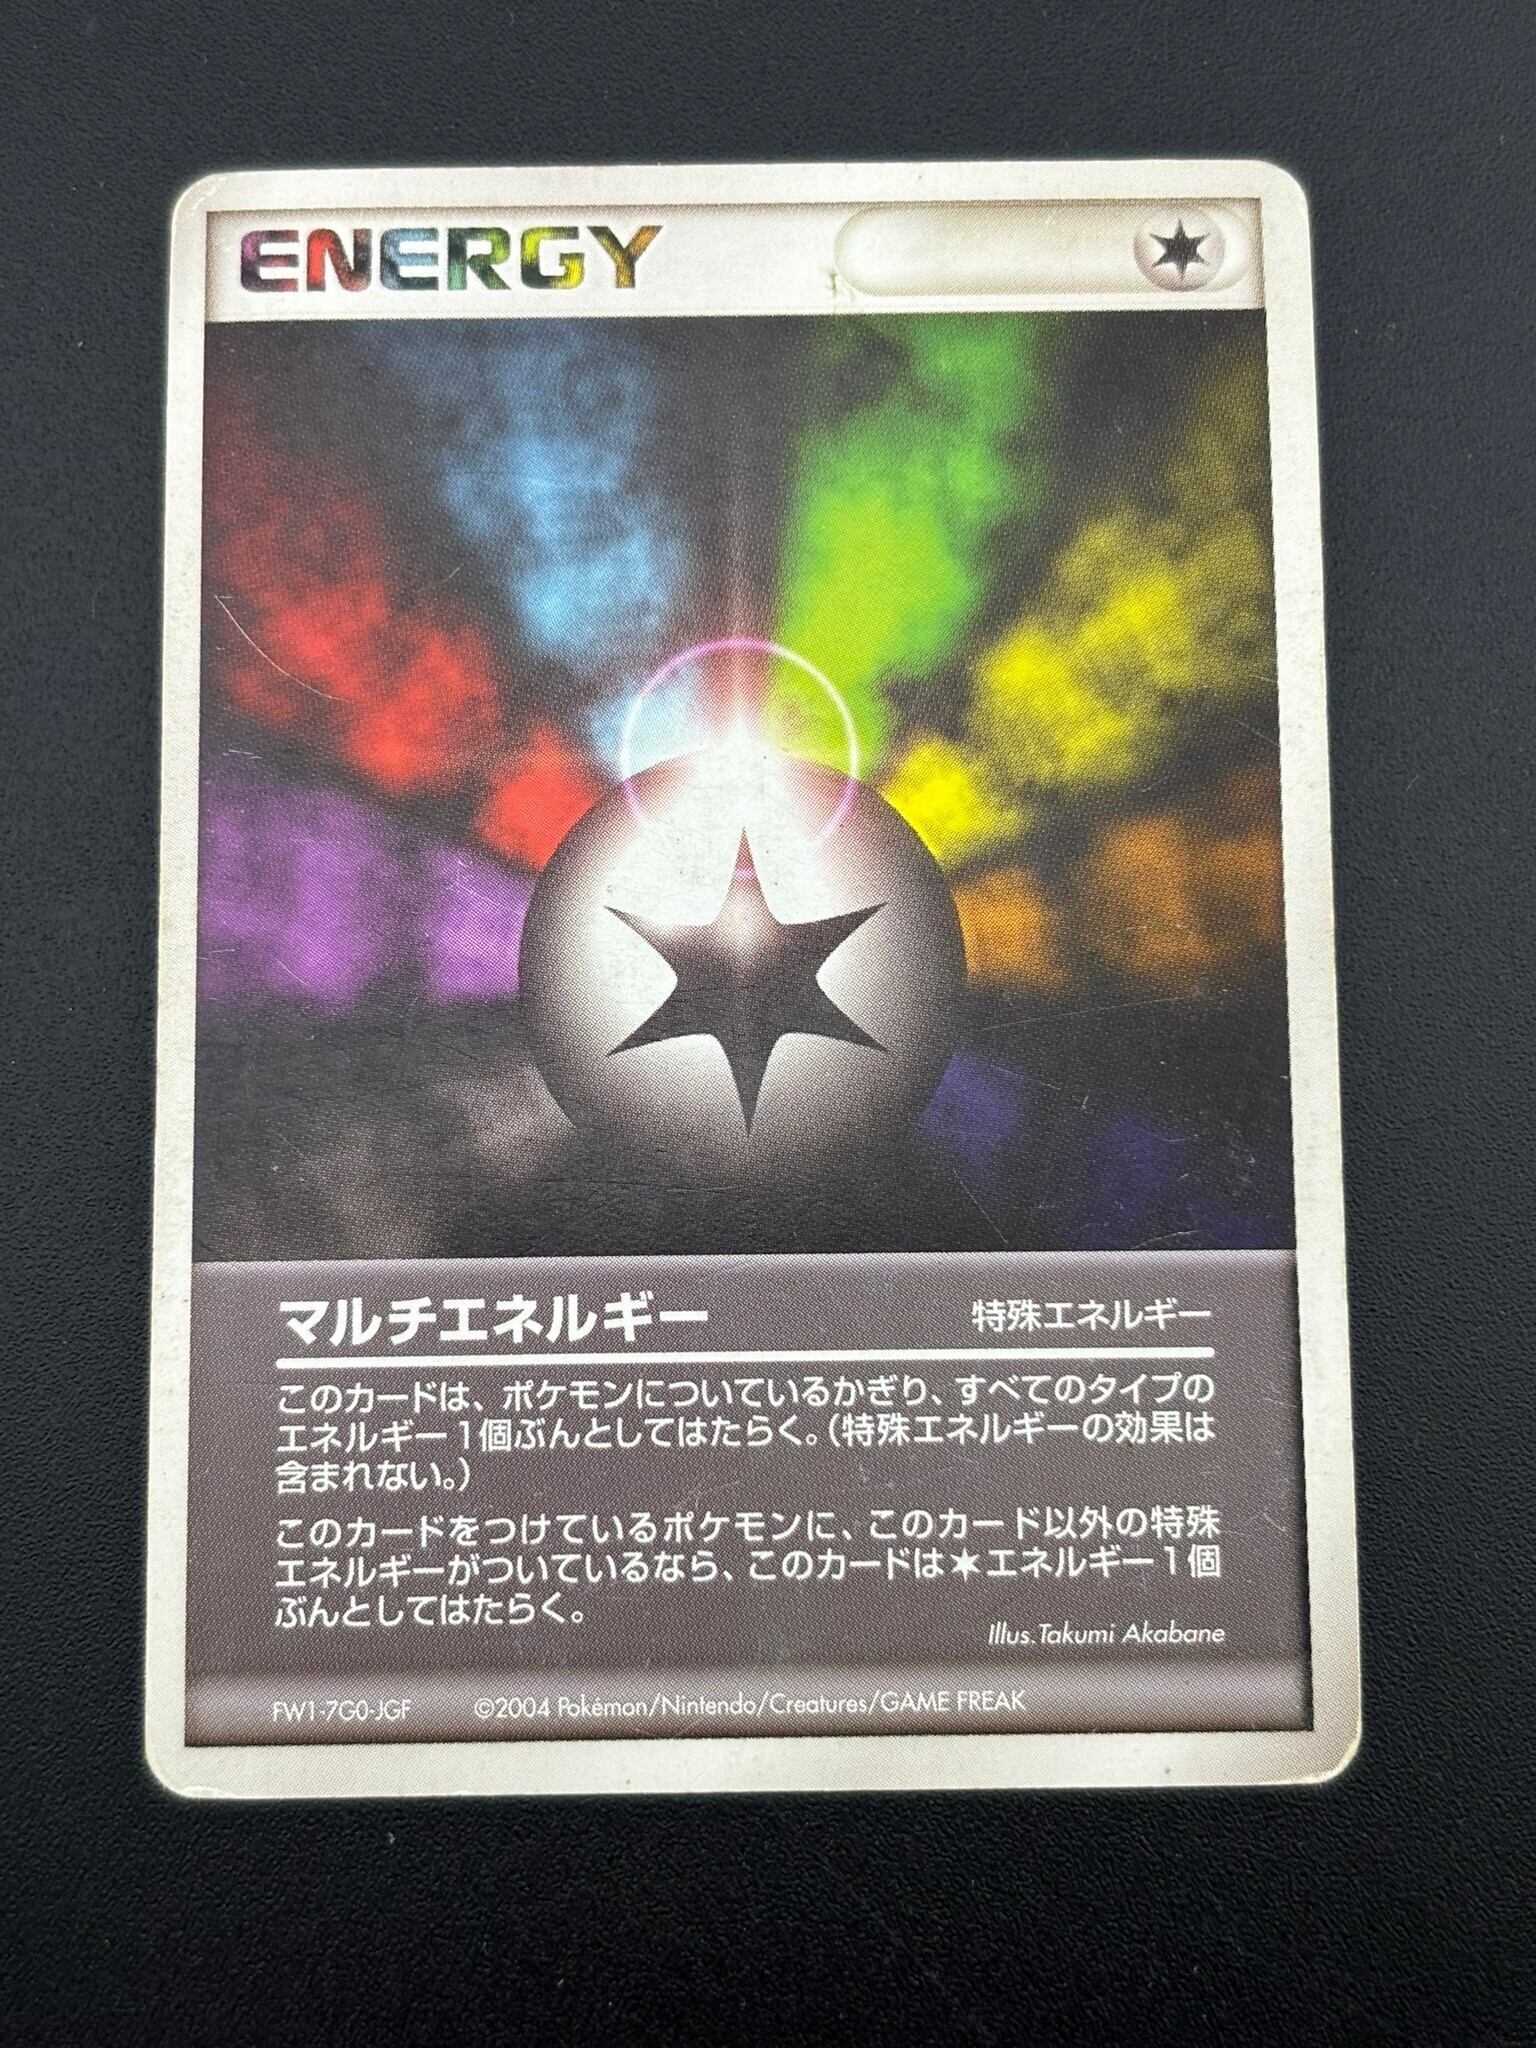 ENERGY
マルチエネルギー
特殊エネルギー
このカードは、ポケモンについているかぎり、すべてのタイプの
エネルギー1個ぶんとしてはたらく。（特殊エネルギーの効果は
含まれない。）
このカードをつけているポケモンに、このカード以外の特殊
エネルギーがついているなら、このカードは✶エネルギー1個
ぶんとしてはたらく。
Illus.Takumi Akabane
FW1-7G0-JGF
©2004 Pokémon/Nintendo/Creatures/GAME FREAK